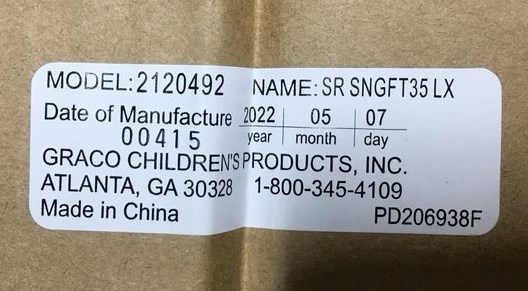 MODEL: 2120492 NAME: SR SNGFT35 LX
Date of Manufacture 2022 | 05 | 07
00415 year | month | day
GRACO CHILDREN'S PRODUCTS, INC.
ATLANTA, GA 30328 1-800-345-4109
Made in China PD206938F